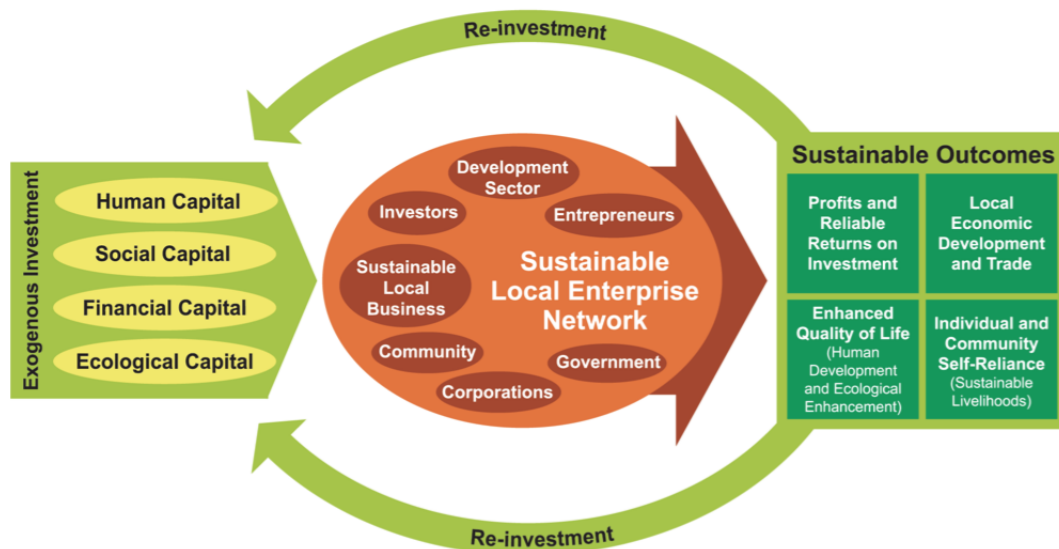 Re-investment
Exogenous Investment
Human Capital
Social Capital
Financial Capital
Ecological Capital
Development
Sector
Investors
Entrepreneurs
Sustainable
Local
Business
Sustainable
Local Enterprise
Network
Community
Government
Corporations
Sustainable Outcomes
Profits and
Reliable
Returns on
Investment
Local
Economic
Development
and Trade
Enhanced
Quality of Life
(Human
Development
and Ecological
Enhancement)
Individual and
Community
Self-Reliance
(Sustainable
Livelihoods)
Re-investment